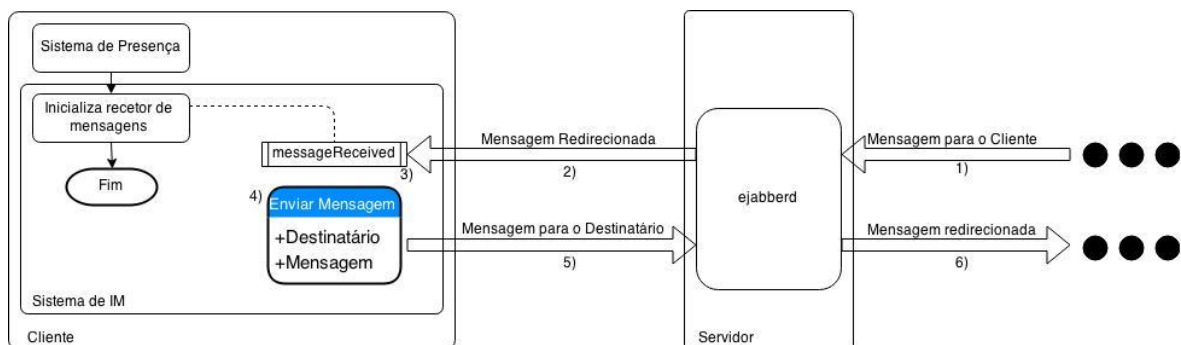 Sistema de Presença
Inicializa recetor de
mensagens
Fim
messageReceived
3)
4)
Enviar Mensagem
+Destinatário
+Mensagem
Sistema de IM
Cliente
Mensagem Redirecionada
2)
Mensagem para o Destinatário
5)
ejabberd
Servidor
Mensagem para o Cliente
1)
Mensagem redirecionada
6)